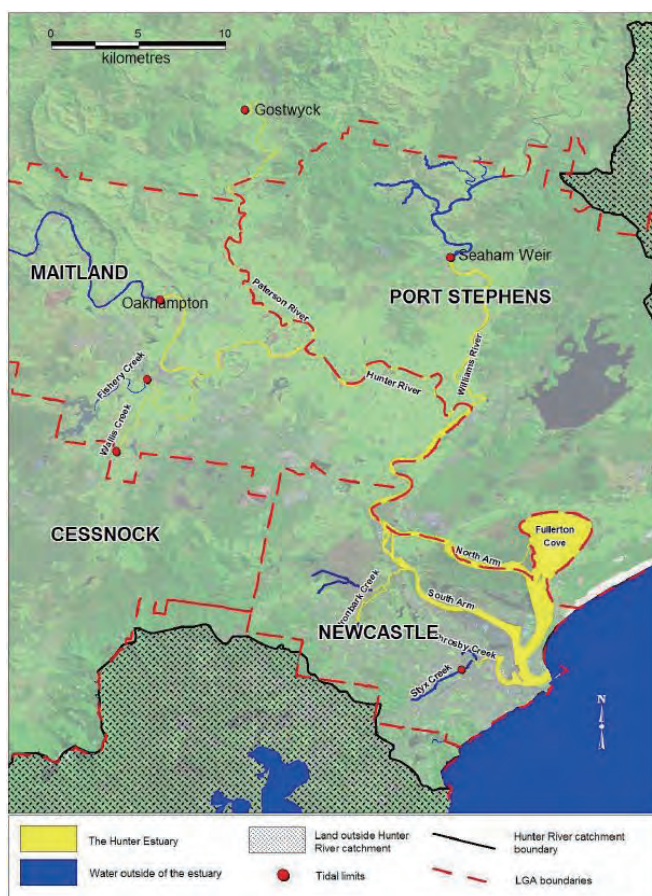 0 5 10
kilometres
Gostwyck
Seaham Weir
MAITLAND
PORT STEPHENS
Oakhampton
Paterson River
Fishery Creek
Hunter River
Williams River
Wallis Creek
CESSNOCK
Fullerton
Cove
North Arm
South Arm
Ironbark Creek
NEWCASTLE
Throsby Creek
Styx Creek
N
The Hunter Estuary
Land outside Hunter
River catchment
Hunter River catchment
boundary
Water outside of the estuary
Tidal limits
LGA boundaries